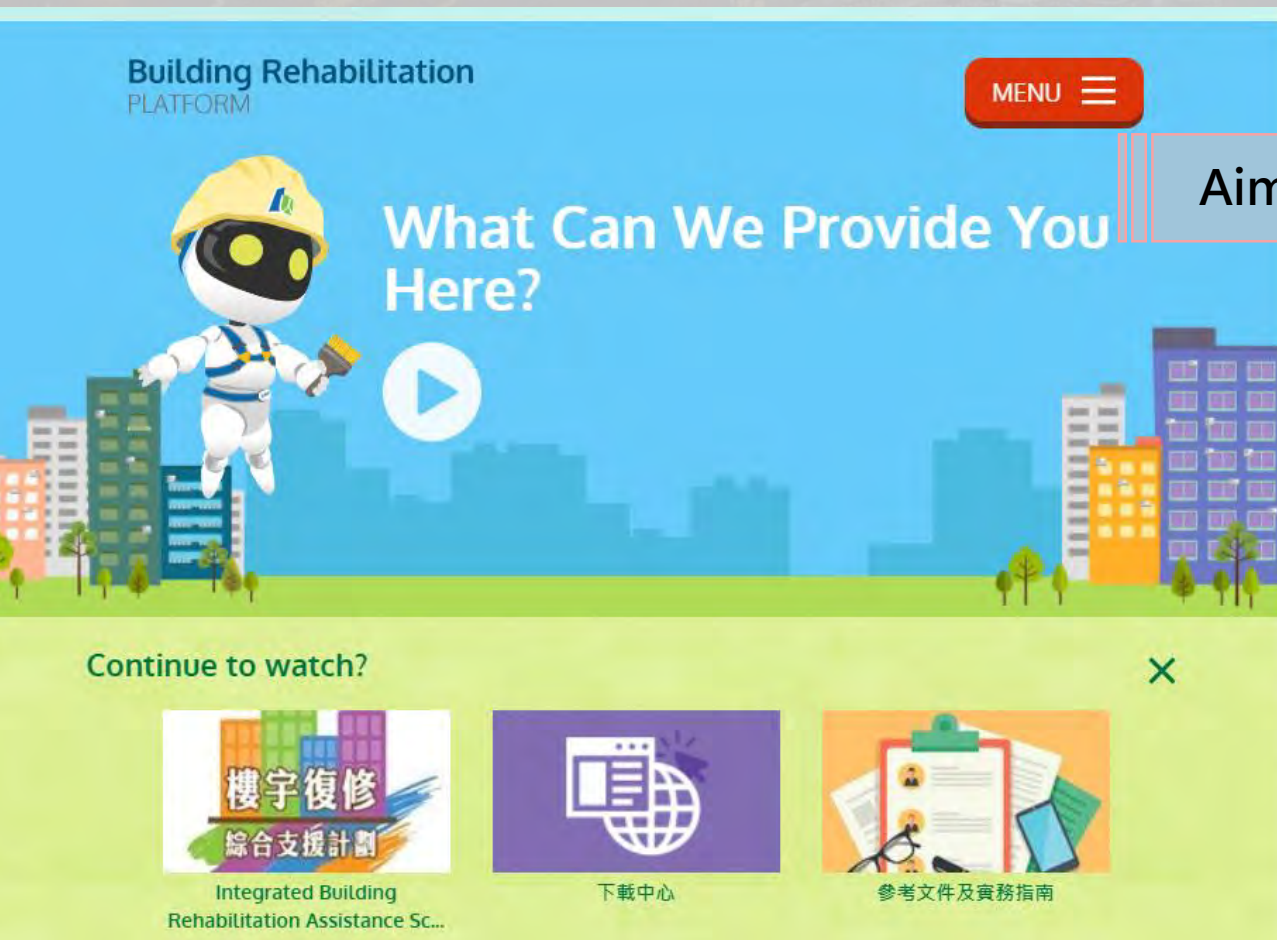 Building Rehabilitation
PLATFORM
MENU
Aim
What Can We Provide You
Here?
Continue to watch?
樓宇復修
綜合支援計劃
Integrated Building
Rehabilitation Assistance Sc...
下載中心
參考文件及實務指南